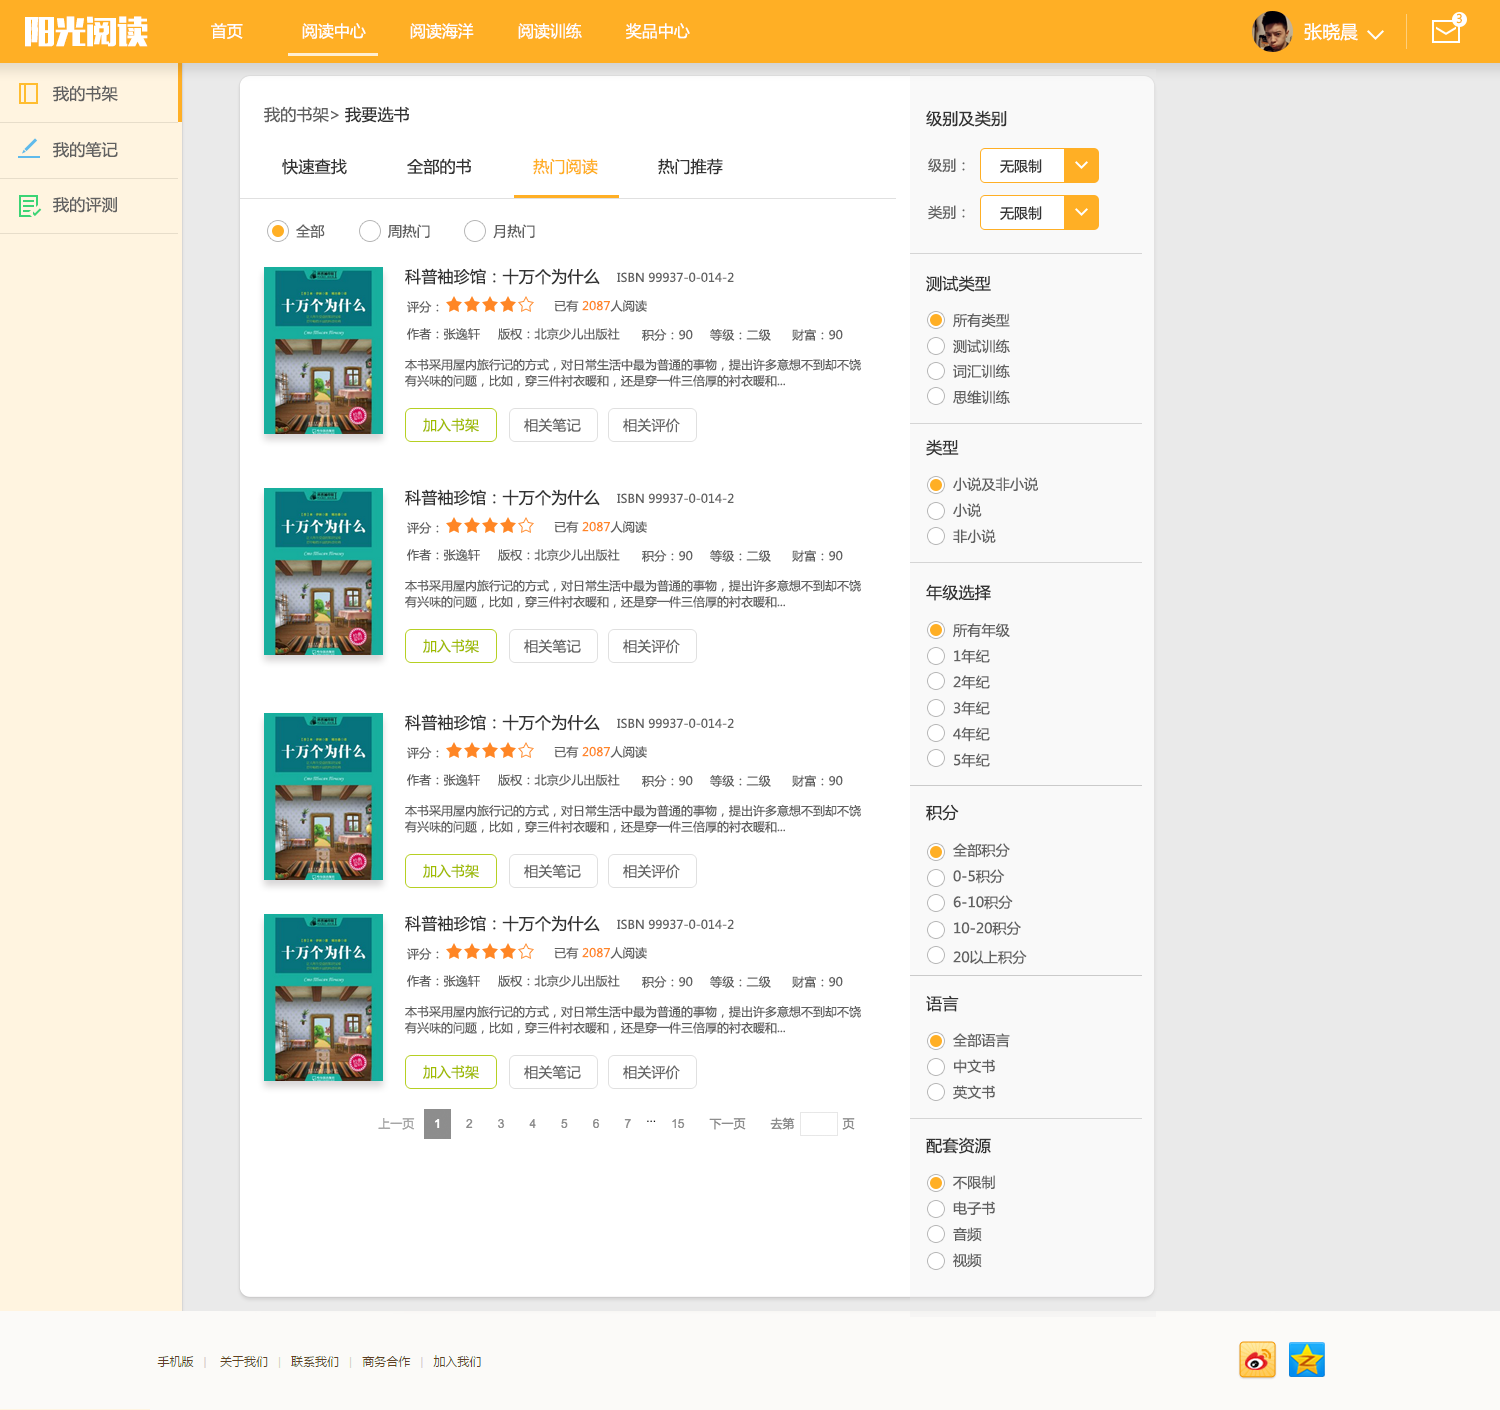 阳光阅读 首页 阅读中心 阅读海洋 阅读训练 奖品中心 张晓晨 3
我的书架
我的笔记
我的评测
我的书架> 我要选书
快速查找 全部的书 热门阅读 热门推荐
全部 周热门 月热门
十万个为什么
科普袖珍馆：十万个为什么 ISBN 99937-0-014-2
评分： 已有 2087人阅读
作者：张逸轩 版权：北京少儿出版社 积分：90 等级：二级 财富：90
本书采用屋内旅行记的方式，对日常生活中最为普通的事物，提出许多意想不到却不饶
有兴味的问题，比如，穿三件衬衣暖和，还是穿一件三倍厚的衬衣暖和...
加入书架 相关笔记 相关评价
十万个为什么
科普袖珍馆：十万个为什么 ISBN 99937-0-014-2
评分： 已有 2087人阅读
作者：张逸轩 版权：北京少儿出版社 积分：90 等级：二级 财富：90
本书采用屋内旅行记的方式，对日常生活中最为普通的事物，提出许多意想不到却不饶
有兴味的问题，比如，穿三件衬衣暖和，还是穿一件三倍厚的衬衣暖和...
加入书架 相关笔记 相关评价
十万个为什么
科普袖珍馆：十万个为什么 ISBN 99937-0-014-2
评分： 已有 2087人阅读
作者：张逸轩 版权：北京少儿出版社 积分：90 等级：二级 财富：90
本书采用屋内旅行记的方式，对日常生活中最为普通的事物，提出许多意想不到却不饶
有兴味的问题，比如，穿三件衬衣暖和，还是穿一件三倍厚的衬衣暖和...
加入书架 相关笔记 相关评价
十万个为什么
科普袖珍馆：十万个为什么 ISBN 99937-0-014-2
评分： 已有 2087人阅读
作者：张逸轩 版权：北京少儿出版社 积分：90 等级：二级 财富：90
本书采用屋内旅行记的方式，对日常生活中最为普通的事物，提出许多意想不到却不饶
有兴味的问题，比如，穿三件衬衣暖和，还是穿一件三倍厚的衬衣暖和...
加入书架 相关笔记 相关评价
上一页 1 2 3 4 5 6 7 ... 15 下一页 去第 页
级别及类别
级别： 无限制
类别： 无限制
测试类型
所有类型
测试训练
词汇训练
思维训练
类型
小说及非小说
小说
非小说
年级选择
所有年级
1年纪
2年纪
3年纪
4年纪
5年纪
积分
全部积分
0-5积分
6-10积分
10-20积分
20以上积分
语言
全部语言
中文书
英文书
配套资源
不限制
电子书
音频
视频
手机版 | 关于我们 | 联系我们 | 商务合作 | 加入我们